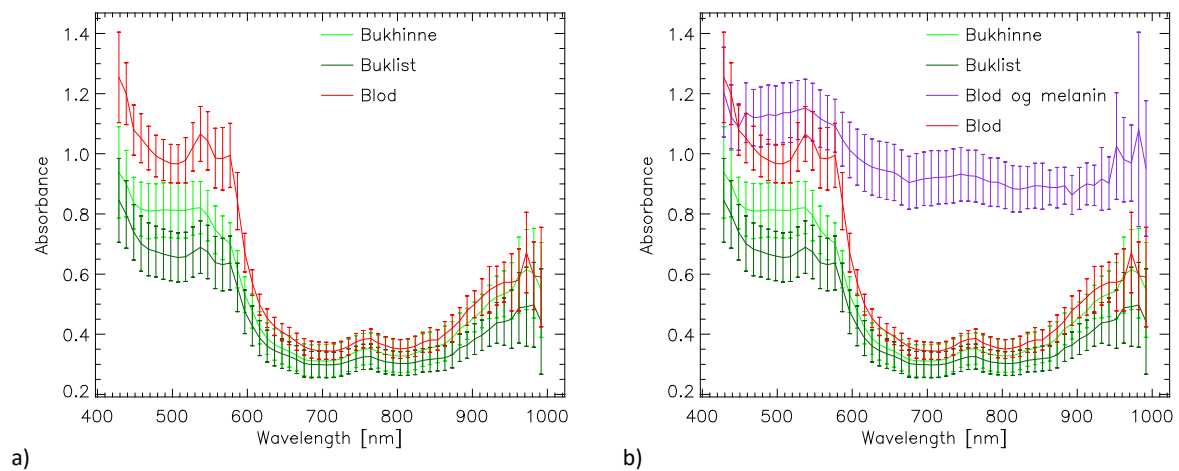 1.4
1.2
1.0
0.8
0.6
0.4
0.2
Absorbance
400 500 600 700 800 900 1000
Wavelength [nm]
Bukhinne
Buklist
Blod
a)
1.4
1.2
1.0
0.8
0.6
0.4
0.2
Absorbance
400 500 600 700 800 900 1000
Wavelength [nm]
Bukhinne
Buklist
Blod og melanin
Blod
b)